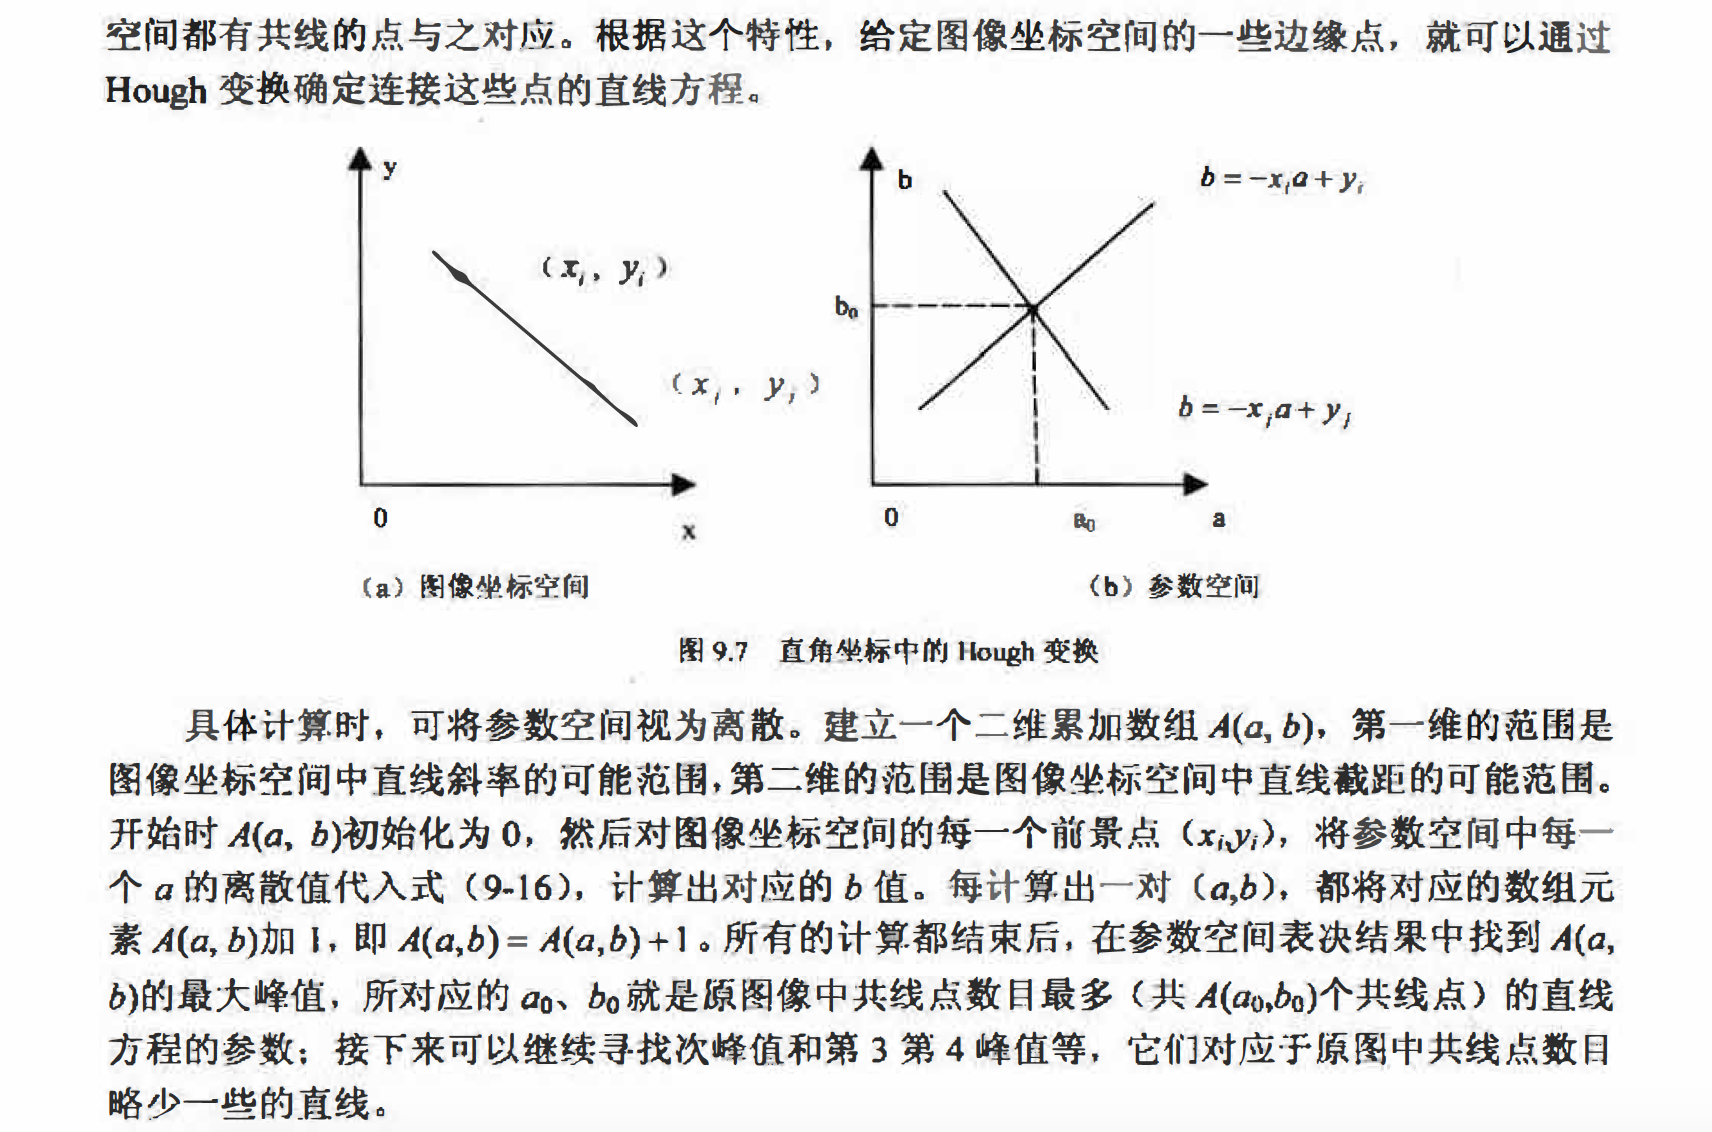 空间都有共线的点与之对应。根据这个特性，给定图像坐标空间的一些边缘点，就可以通过
Hough 变换确定连接这些点的直线方程。
y
b
b = −xᵢa + yᵢ
（xᵢ，yᵢ）
b₀
（xⱼ，yⱼ）
b = −xⱼa + yⱼ
0
x
0
a₀
a
（a）图像坐标空间
（b）参数空间
图 9.7 直角坐标中的 Hough 变换
具体计算时，可将参数空间视为离散。建立一个二维累加数组 A(a, b)，第一维的范围是
图像坐标空间中直线斜率的可能范围，第二维的范围是图像坐标空间中直线截距的可能范围。
开始时 A(a, b)初始化为 0，然后对图像坐标空间的每一个前景点（xᵢ,yᵢ），将参数空间中每一
个 a 的离散值代入式（9-16），计算出对应的 b 值。每计算出一对（a,b），都将对应的数组元
素 A(a, b)加 1，即 A(a,b) = A(a,b) + 1。所有的计算都结束后，在参数空间表决结果中找到 A(a,
b)的最大峰值，所对应的 a₀、b₀ 就是原图像中共线点数目最多（共 A(a₀,b₀)个共线点）的直线
方程的参数；接下来可以继续寻找次峰值和第 3 第 4 峰值等，它们对应于原图中共线点数目
略少一些的直线。